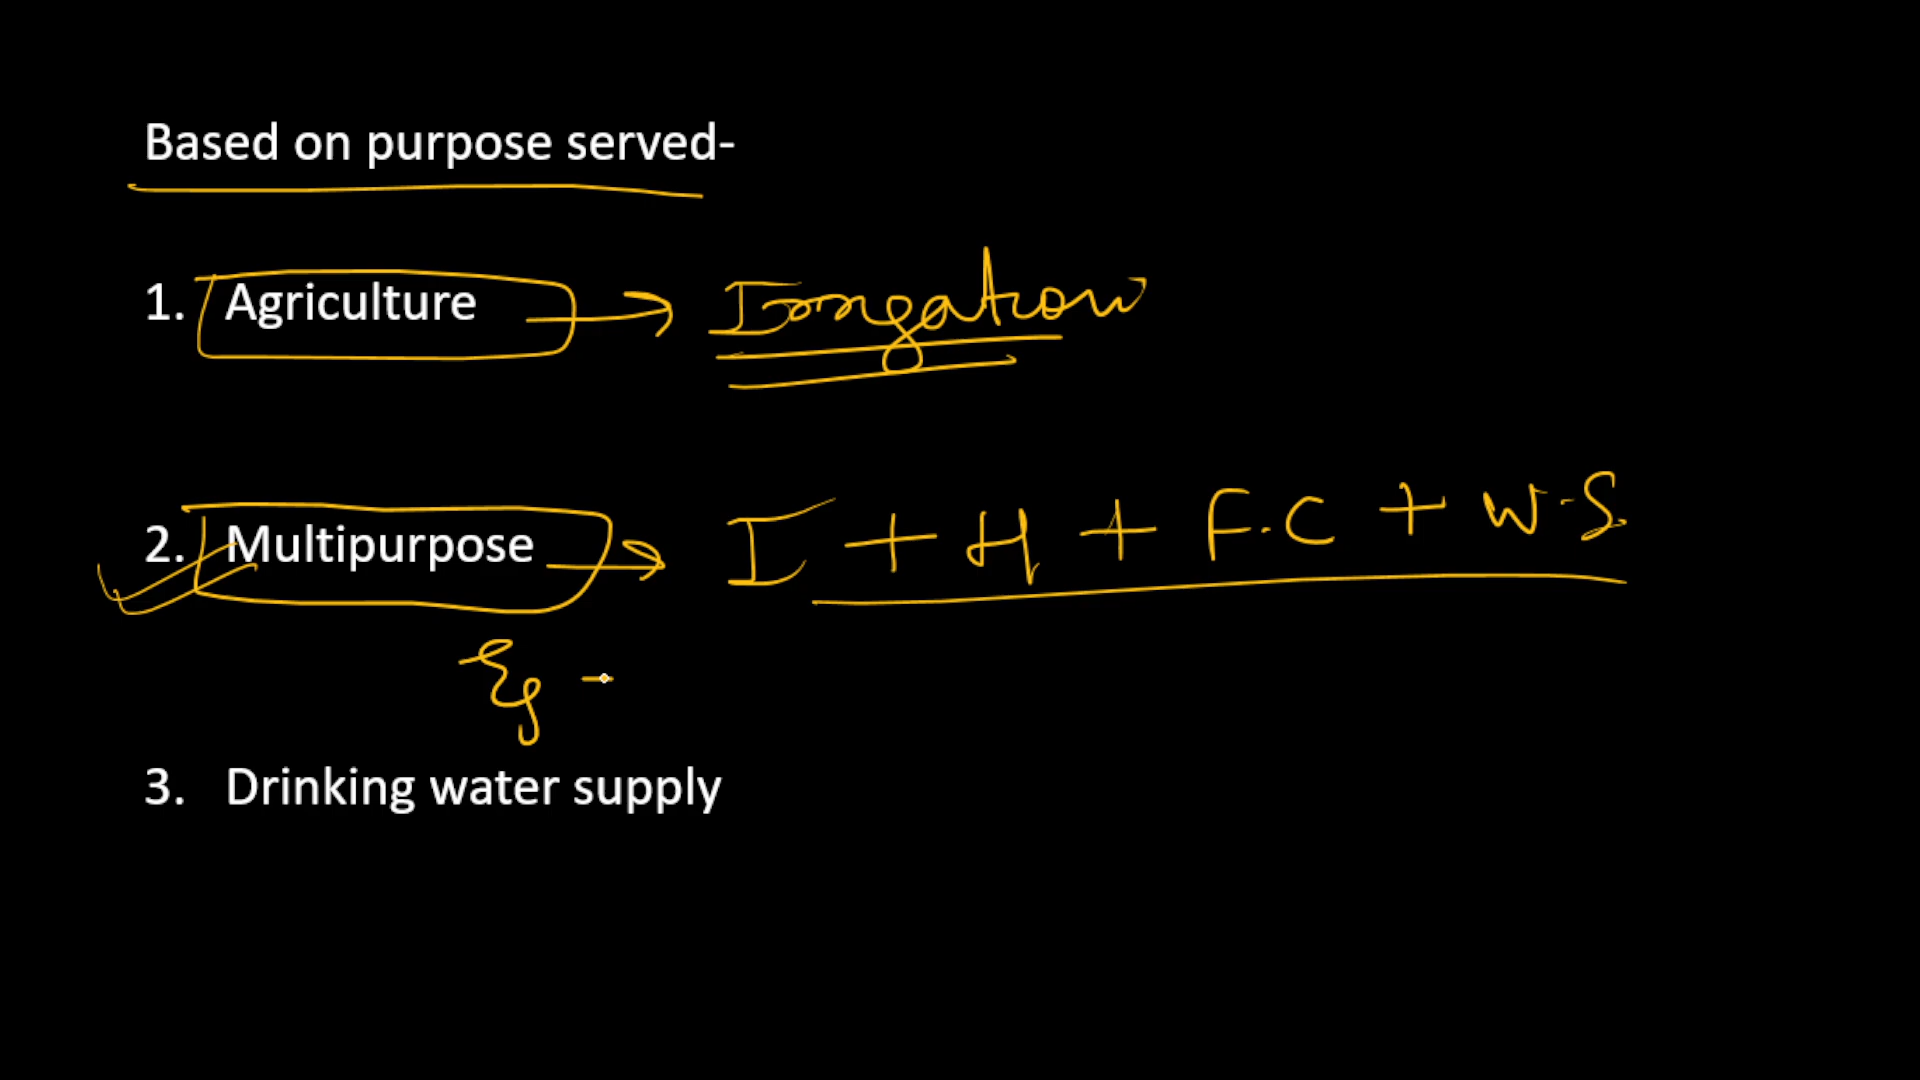 Based on purpose served-
1. Agriculture → Irrigation
2. Multipurpose → I + H + F.C + W.S.
Eg -
3. Drinking water supply